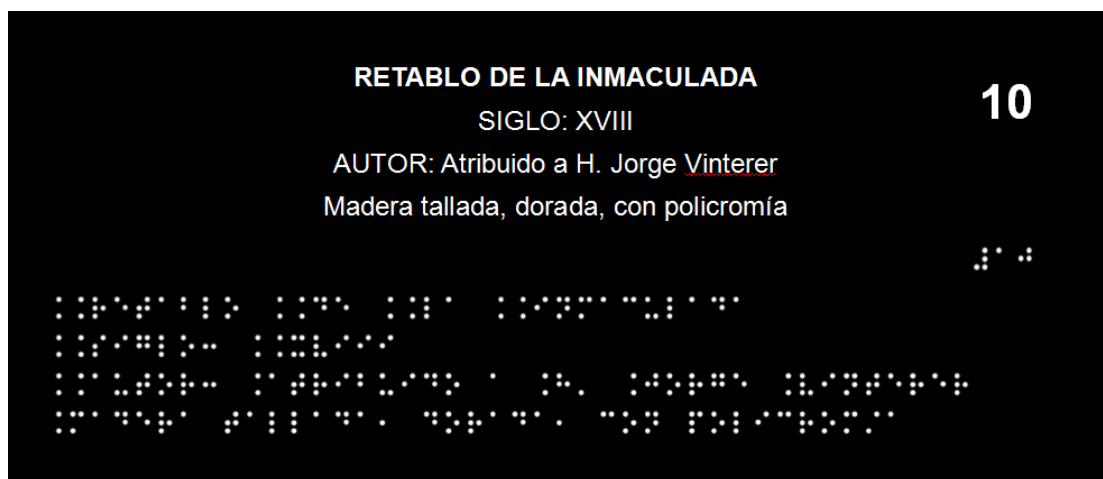 RETABLO DE LA INMACULADA
10
SIGLO: XVIII
AUTOR: Atribuido a H. Jorge Vinterer
Madera tallada, dorada, con policromía
⠼⠁⠚
⠨⠨⠗⠑⠞⠁⠃⠇⠕ ⠨⠨⠙⠑ ⠨⠨⠇⠁ ⠨⠨⠊⠝⠍⠁⠉⠥⠇⠁⠙⠁
⠨⠨⠎⠊⠛⠇⠕⠒ ⠨⠨⠭⠧⠊⠊⠊
⠨⠨⠁⠥⠞⠕⠗⠒ ⠨⠁⠞⠗⠊⠃⠥⠊⠙⠕ ⠁ ⠨⠓⠄ ⠨⠚⠕⠗⠛⠑ ⠨⠧⠊⠝⠞⠑⠗⠑⠗
⠨⠍⠁⠙⠑⠗⠁ ⠞⠁⠇⠇⠁⠙⠁⠂ ⠙⠕⠗⠁⠙⠁⠂ ⠉⠕⠝ ⠏⠕⠇⠊⠉⠗⠕⠍⠌⠁